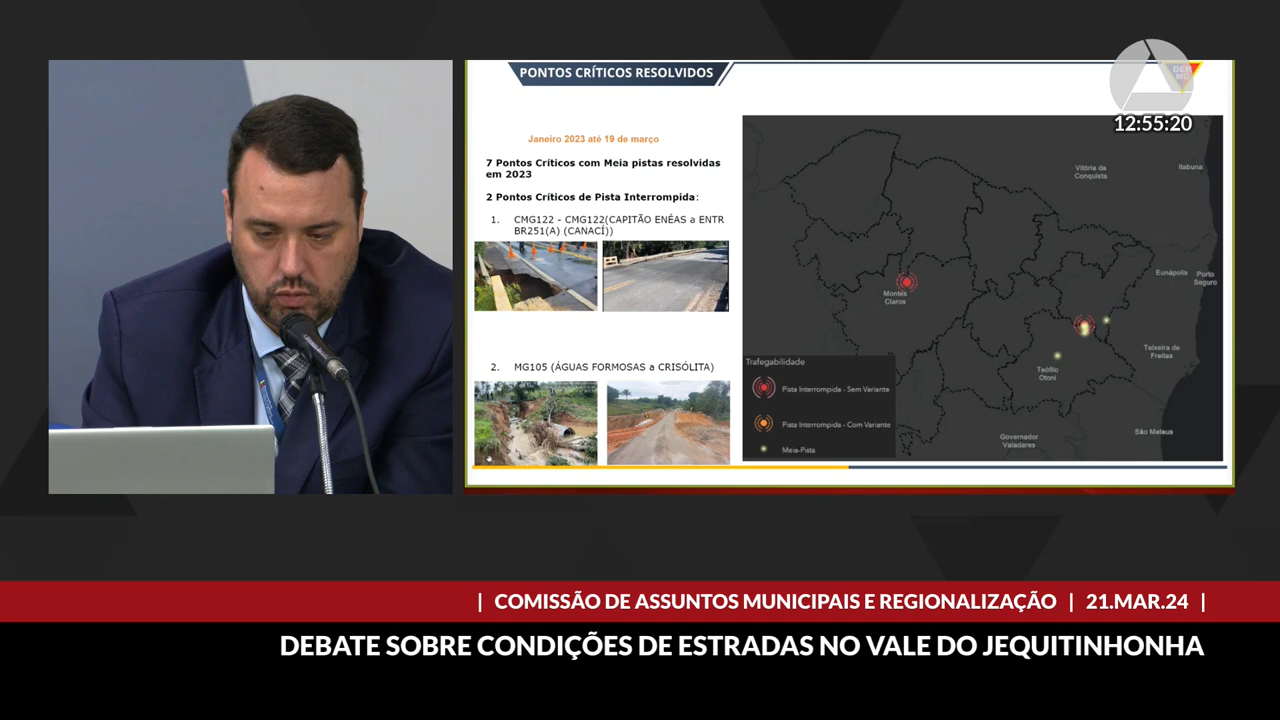 PONTOS CRÍTICOS RESOLVIDOS
DER
MG
12:55:20
Janeiro 2023 até 19 de março
7 Pontos Críticos com Meia pistas resolvidas
em 2023
2 Pontos Críticos de Pista Interrompida:
1. CMG122 - CMG122(CAPITÃO ENÉAS a ENTR
BR251(A) (CANACÍ))
2. MG105 (ÁGUAS FORMOSAS a CRISÓLITA)
Vitória da
Conquista
Itabuna
Eunápolis
Porto
Seguro
Montes
Claros
Teixeira de
Freitas
Teófilo
Otoni
São Mateus
Governador
Valadares
Trafegabilidade
Pista Interrompida - Sem Variante
Pista Interrompida - Com Variante
Meia-Pista
| COMISSÃO DE ASSUNTOS MUNICIPAIS E REGIONALIZAÇÃO | 21.MAR.24 |
DEBATE SOBRE CONDIÇÕES DE ESTRADAS NO VALE DO JEQUITINHONHA